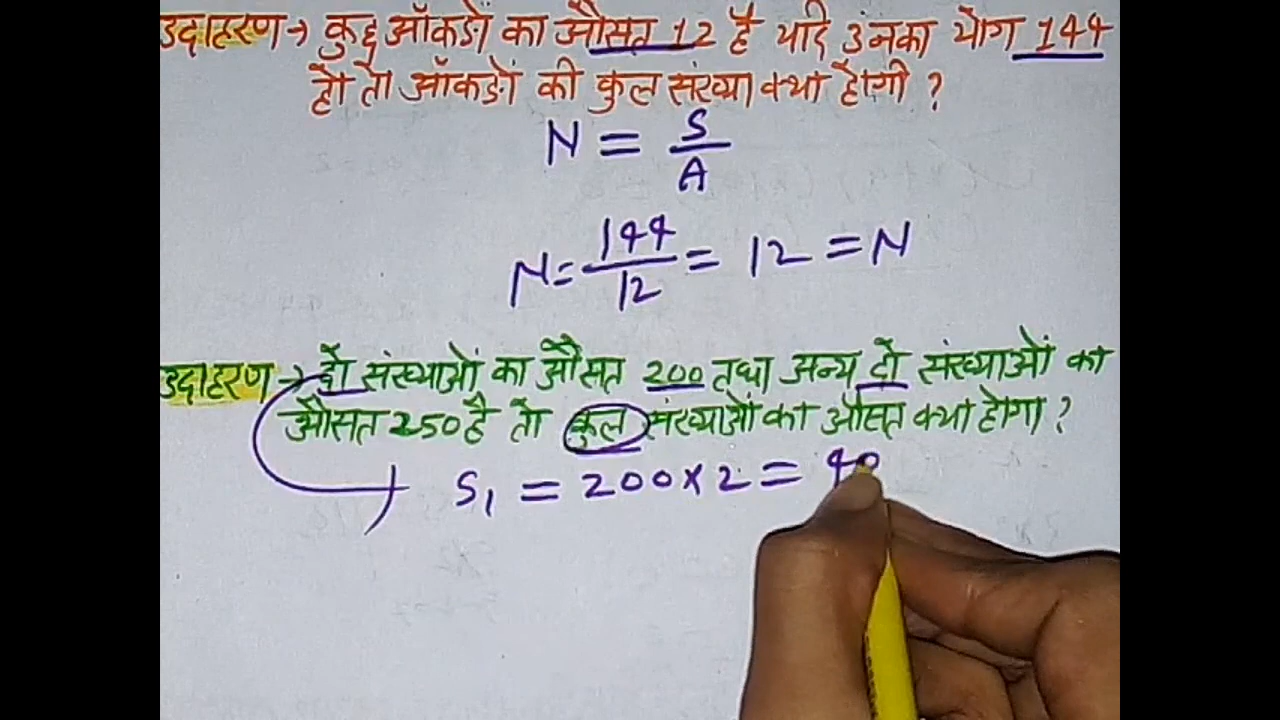 उदाहरण → कुछ आँकडों का औसत 12 है यदि उनका योग 144
हो तो आँकडों की कुल संख्या क्या होगी ?
N = S/A
N = 144/12 = 12 = N
उदाहरण → दो संख्याओं का औसत 200 तथा अन्य दो संख्याओं का
औसत 250 है तो कुल संख्याओं का औसत क्या होगा ?
S₁ = 200 × 2 = 40